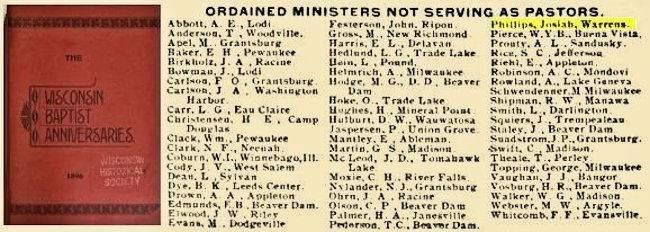 THE
WISCONSIN
BAPTIST
ANNIVERSARIES.
WISCONSIN
HISTORICAL
SOCIETY
1896
ORDAINED MINISTERS NOT SERVING AS PASTORS.
Abbott, A. E., Lodi.
Anderson, T., Woodville.
Apel, M., Grantsburg
Baker, E. H., Pewaukee
Birkholz, J. A., Racine
Bowman, J., Lodi
Carlson, F. O., Grantsburg
Carlson, J. A., Washington
Harbor.
Carr, L. G., Eau Claire
Christensen, H. E., Camp
Douglas
Clack, Wm., Pewaukee
Clark, N. F., Neenah,
Coburn, W. I., Winnebago, Ill.
Cody, J. V., West Salem
Dean, L., Sylvan
Dye, B. K., Leeds Center.
Brown, A. A., Appleton
Edmunds, E. B., Beaver Dam.
Elwood, J. W., Riley
Evans, M., Dodgeville
Festerson, John, Ripon.
Gross, M., New Richmond.
Harris, E. L., Delavan
Hedlund, L. G., Trade Lake.
Hein, L., Pound.
Helmrich, A., Milwaukee
Hodge, M. G., D. D., Beaver
Dam
Hoke, O., Trade Lake
Hughes, H., Mineral Point
Hulburt, D. W., Wauwatosa
Jaspersen, P., Union Grove.
Mantley, E., Ableman.
Martin, G. S., Madison
McLeod, J. D., Tomahawk
Lake
Moxie, C. H., River Falls.
Nylander, N. J., Grantsburg
Ohrn, J. A., Racine
Olson, C. P., Beaver Dam
Palmer, H. A., Janesville
Pederson, T. C., Beaver Dam.
Phillips, Josiah, Warrens.
Pierce, W. Y. B., Buena Vista,
Prouty, A. L., Sandusky.
Rice, S. C., Jefferson
Riehl, E., Appleton,
Robinson, A. C., Mondovi
Rowland, A., Lake Geneva
Schwendener, M., Milwaukee
Shipman, R. W., Manawa
Smith, L., Darlington,
Squiers, J., Trempealeau
Staley, J., Beaver Dam
Sundstrom, J. P., Grantsburg.
Swift, C., Madison.
Theale, T., Perley
Topping, George, Milwaukee
Vaughan, J., Bangor
Vosburg, H. R., Beaver Dam.
Walker, W. G., Madison.
Webster, M. W., Argyle.
Whitcomb, F. F., Evansville.